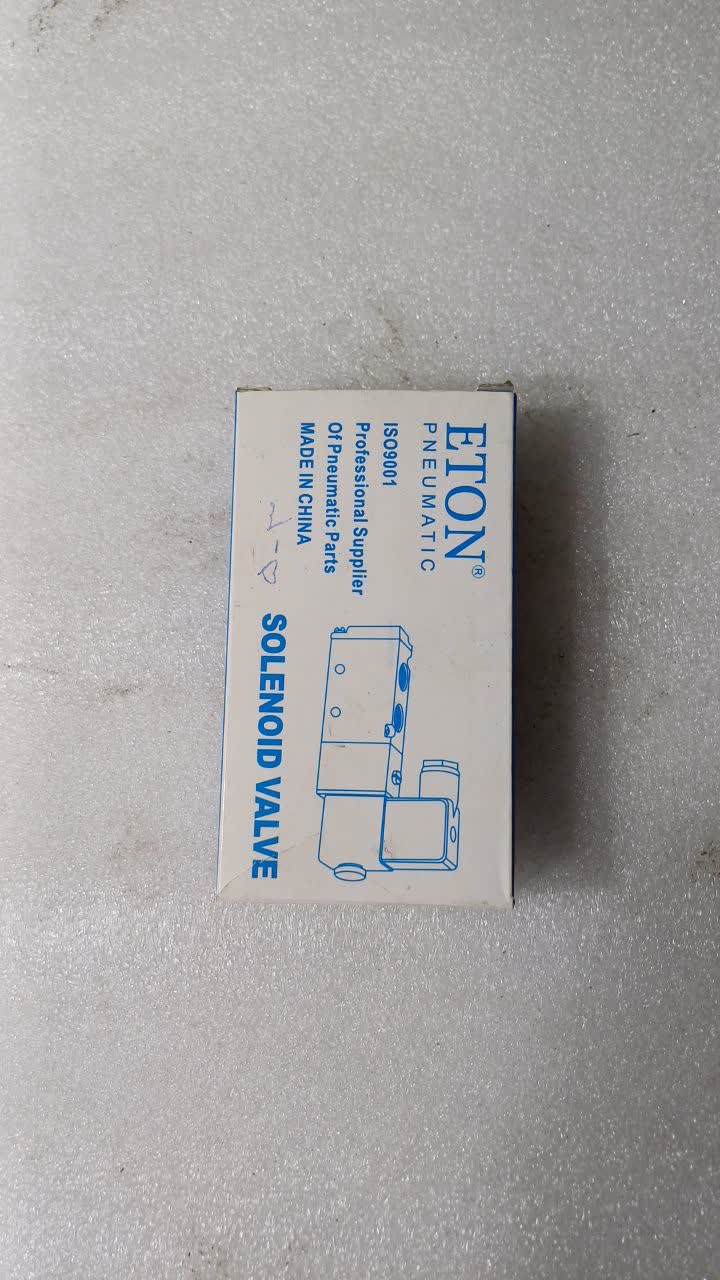 ETON®
PNEUMATIC
ISO9001
Professional Supplier
Of Pneumatic Parts
MADE IN CHINA
SOLENOID VALVE